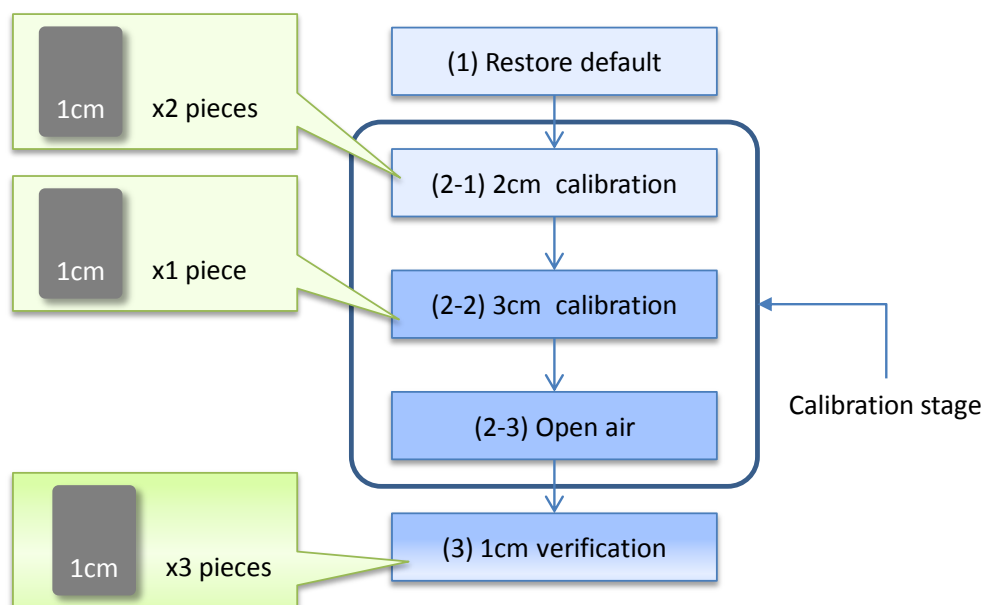 (1) Restore default
1cm x2 pieces
(2-1) 2cm calibration
1cm x1 piece
(2-2) 3cm calibration
(2-3) Open air
Calibration stage
1cm x3 pieces
(3) 1cm verification